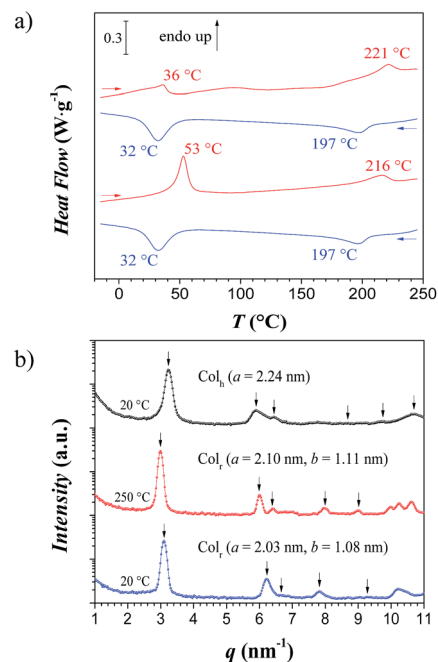 a)
0.3
endo up
36 °C
221 °C
32 °C
53 °C
197 °C
216 °C
32 °C
197 °C
Heat Flow (W·g⁻¹)
0 50 100 150 200 250
T (°C)
b)
Colₕ (a = 2.24 nm)
20 °C
Colᵣ (a = 2.10 nm, b = 1.11 nm)
250 °C
Colᵣ (a = 2.03 nm, b = 1.08 nm)
20 °C
Intensity (a.u.)
1 2 3 4 5 6 7 8 9 10 11
q (nm⁻¹)